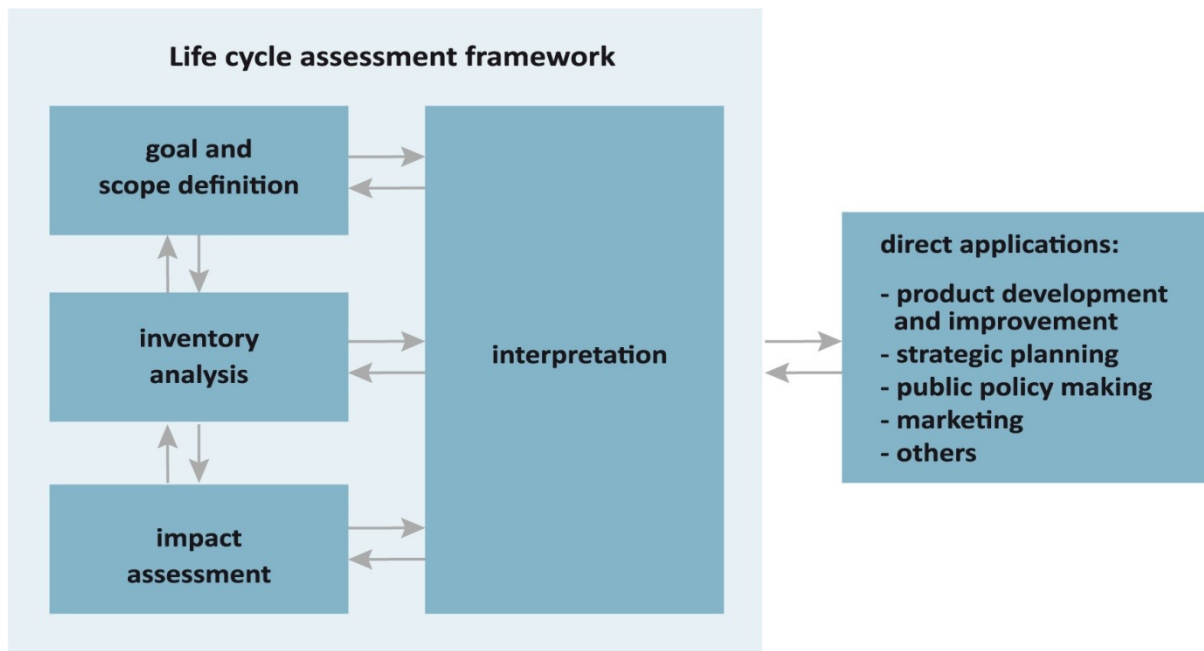 Life cycle assessment framework
goal and
scope definition
inventory
analysis
impact
assessment
interpretation
direct applications:
- product development
and improvement
- strategic planning
- public policy making
- marketing
- others